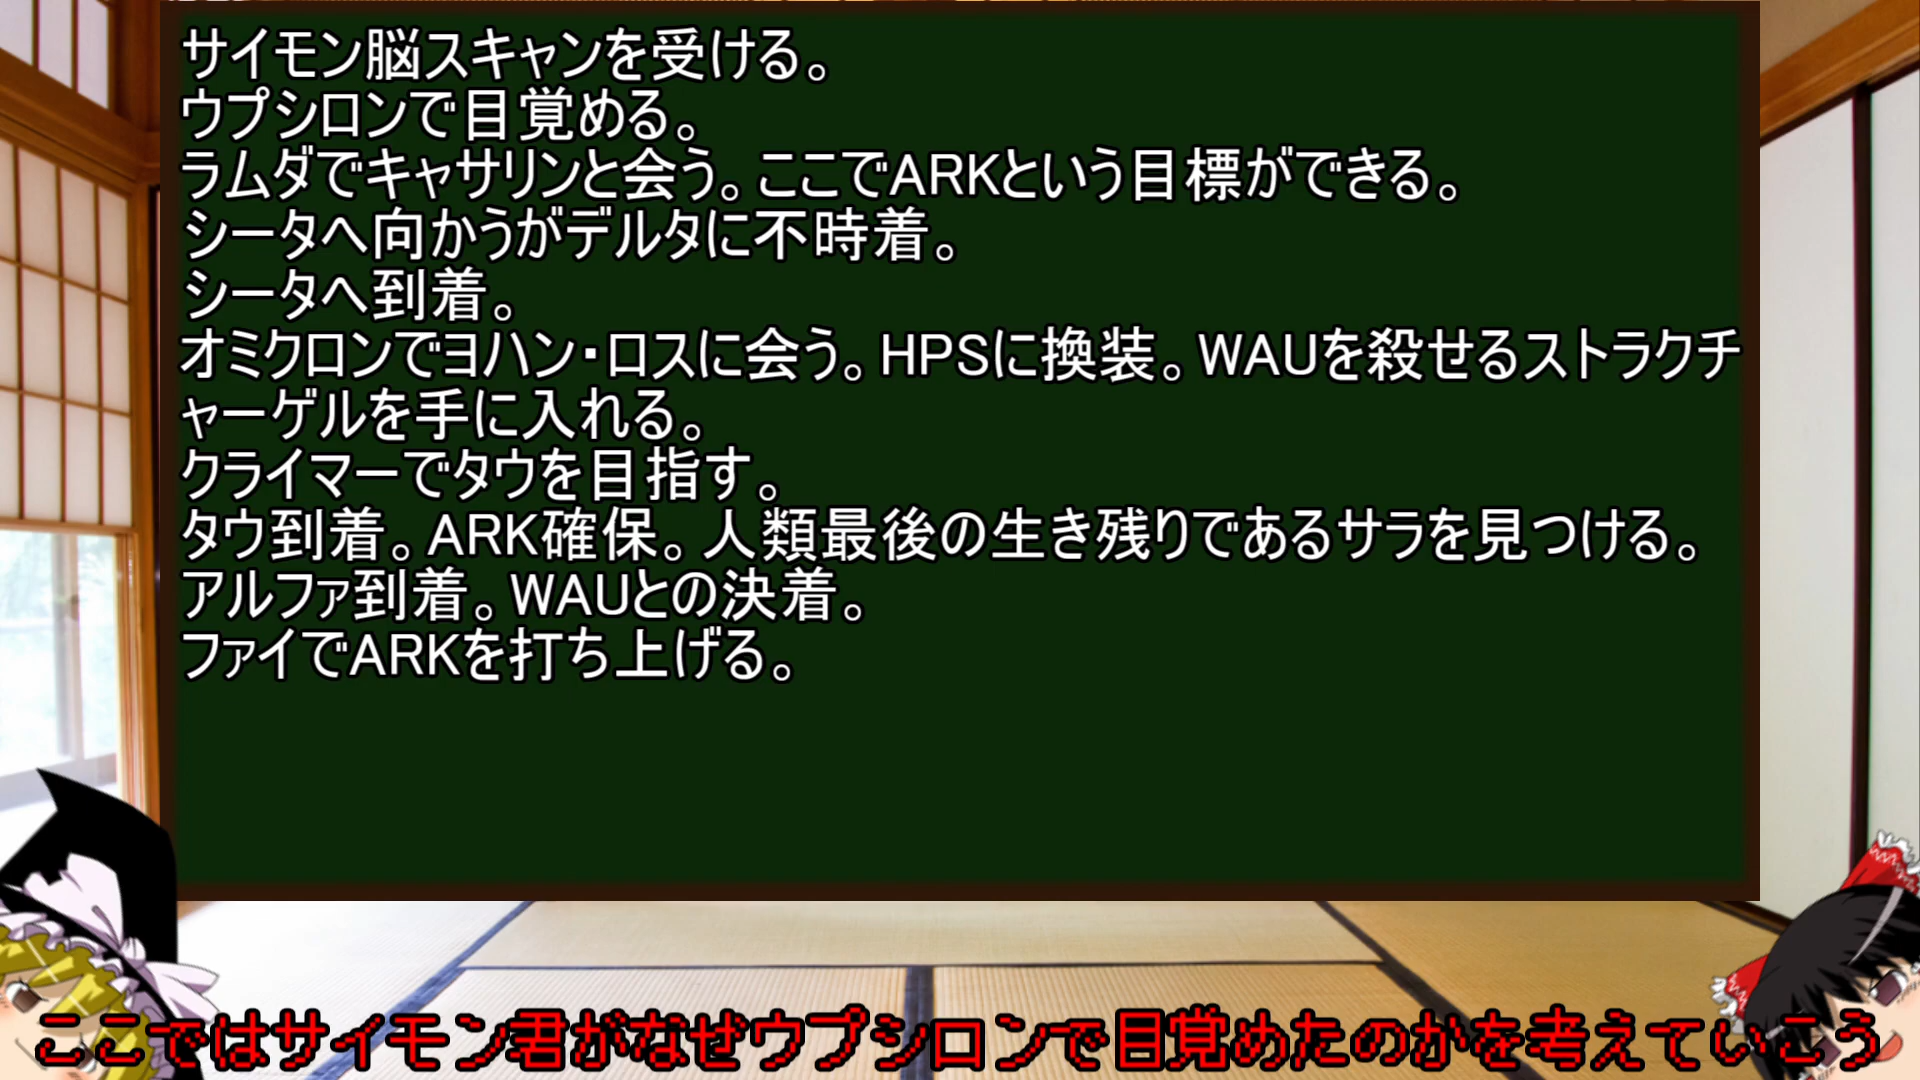 サイモン脳スキャンを受ける。
ウプシロンで目覚める。
ラムダでキャサリンと会う。ここでARKという目標ができる。
シータへ向かうがデルタに不時着。
シータへ到着。
オミクロンでヨハン・ロスに会う。HPSに換装。WAUを殺せるストラクチ
ャーゲルを手に入れる。
クライマーでタウを目指す。
タウ到着。ARK確保。人類最後の生き残りであるサラを見つける。
アルファ到着。WAUとの決着。
ファイでARKを打ち上げる。
ここではサイモン君がなぜウプシロンで目覚めたのかを考えていこう